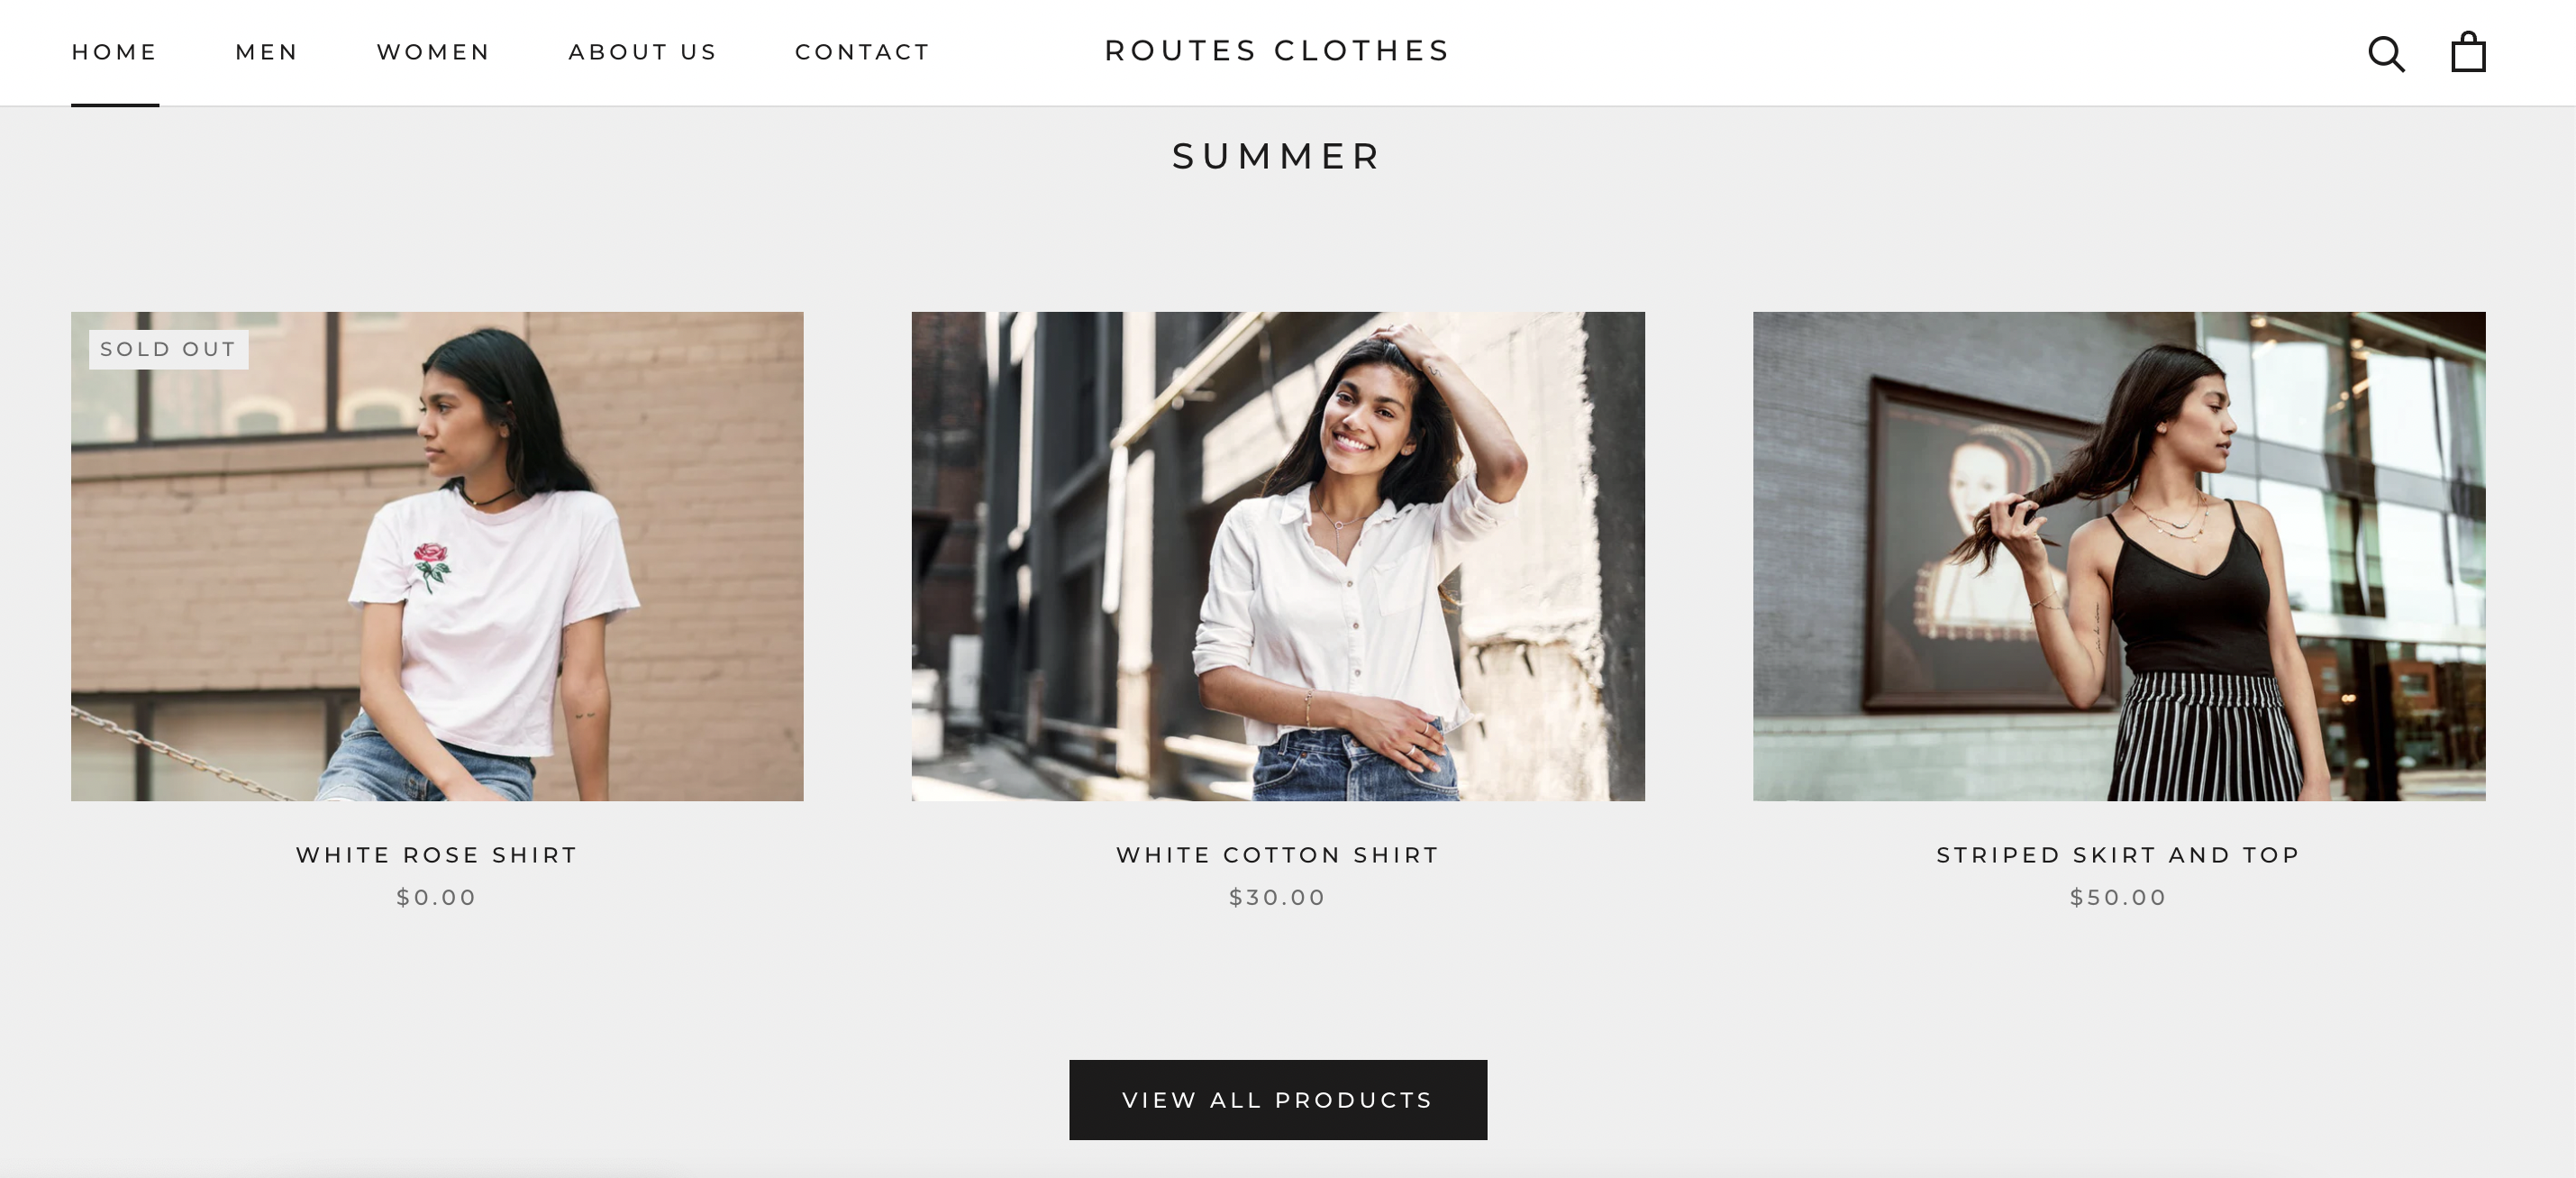 HOME MEN WOMEN ABOUT US CONTACT ROUTES CLOTHES
SUMMER
SOLD OUT
WHITE ROSE SHIRT
$0.00
WHITE COTTON SHIRT
$30.00
STRIPED SKIRT AND TOP
$50.00
VIEW ALL PRODUCTS